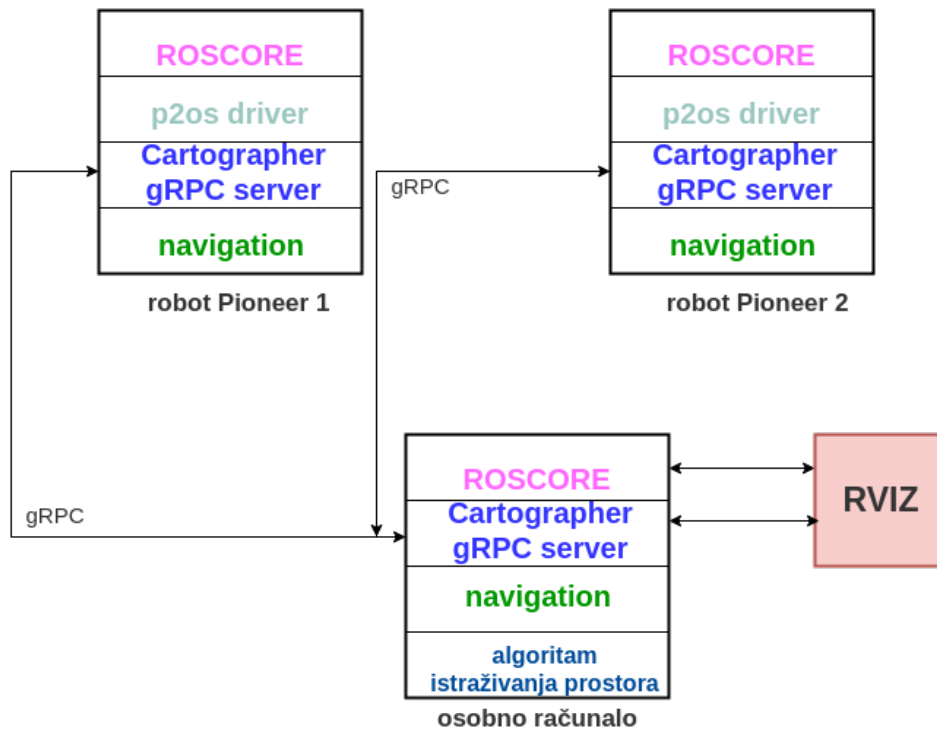 ROSCORE
p2os driver
Cartographer
gRPC server
navigation
robot Pioneer 1
ROSCORE
p2os driver
Cartographer
gRPC server
navigation
robot Pioneer 2
gRPC
gRPC
ROSCORE
Cartographer
gRPC server
navigation
algoritam
istraživanja prostora
osobno računalo
RVIZ